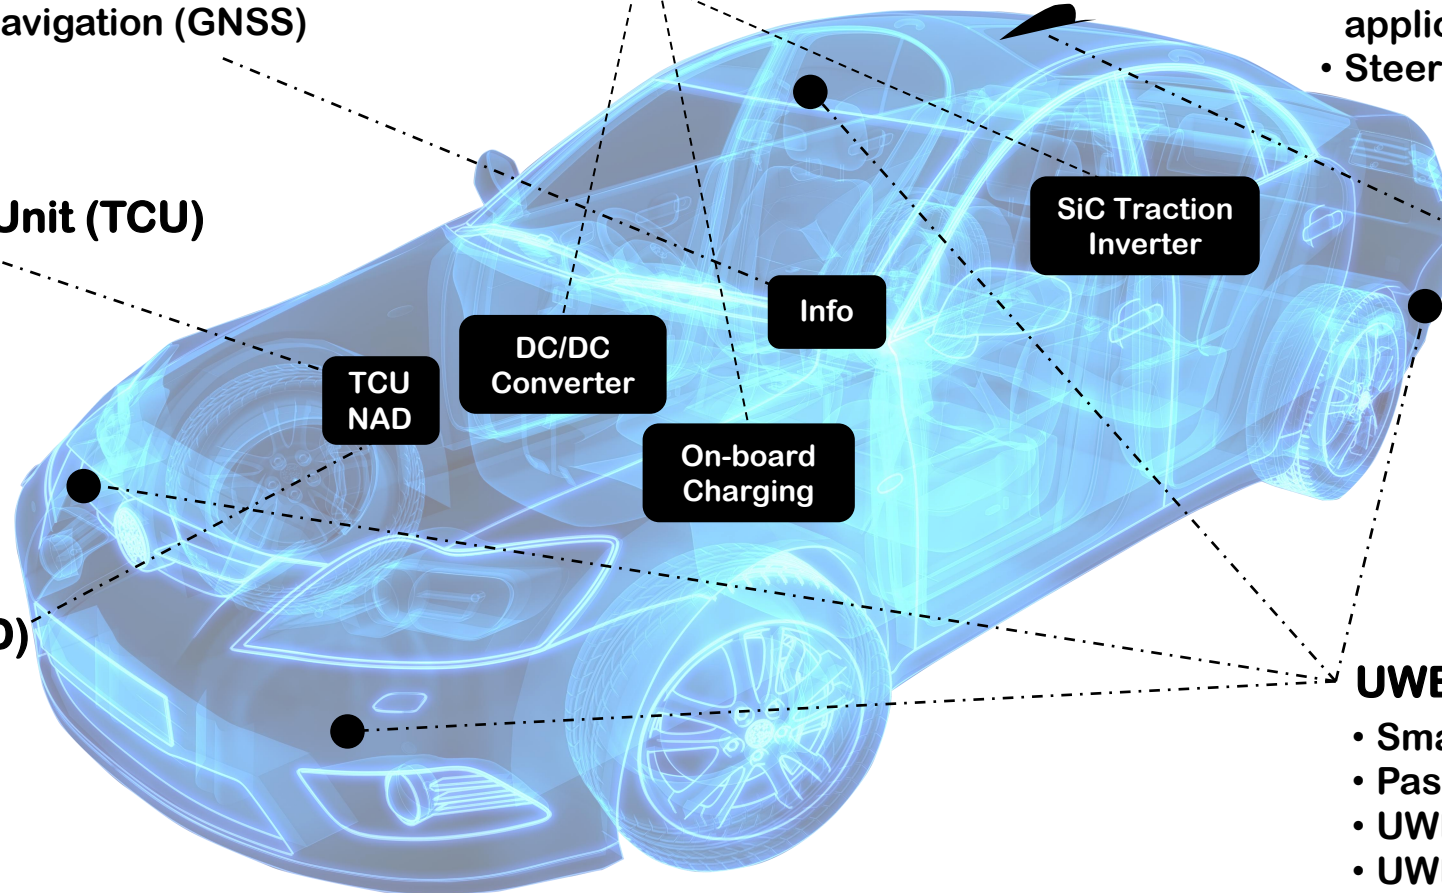 avigation (GNSS)
applic
• Steer
Unit (TCU)
SiC Traction
Inverter
Info
DC/DC
Converter
TCU
NAD
On-board
Charging
D)
UWB
• Sma
• Pas
• UW
• UW